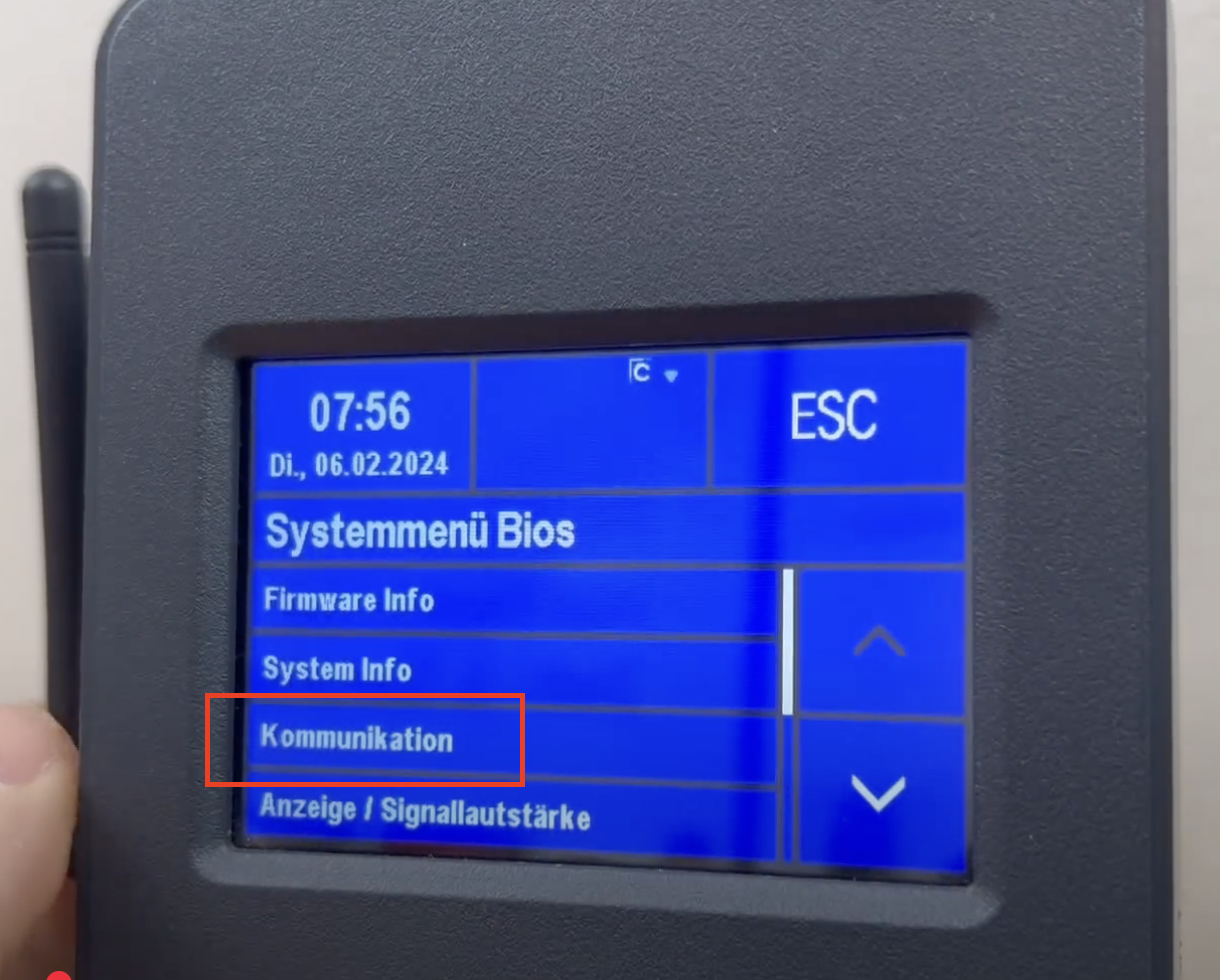 07:56
Di., 06.02.2024
C
ESC
Systemmenü Bios
Firmware Info
System Info
Kommunikation
Anzeige / Signallautstärke